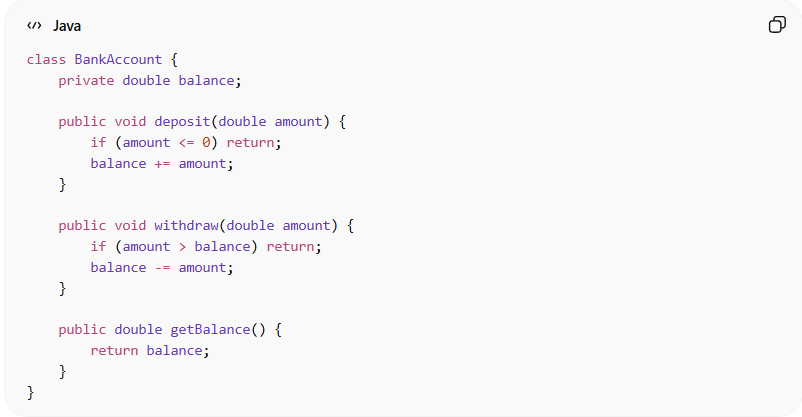 Java
class BankAccount {
    private double balance;

    public void deposit(double amount) {
        if (amount <= 0) return;
        balance += amount;
    }

    public void withdraw(double amount) {
        if (amount > balance) return;
        balance -= amount;
    }

    public double getBalance() {
        return balance;
    }
}